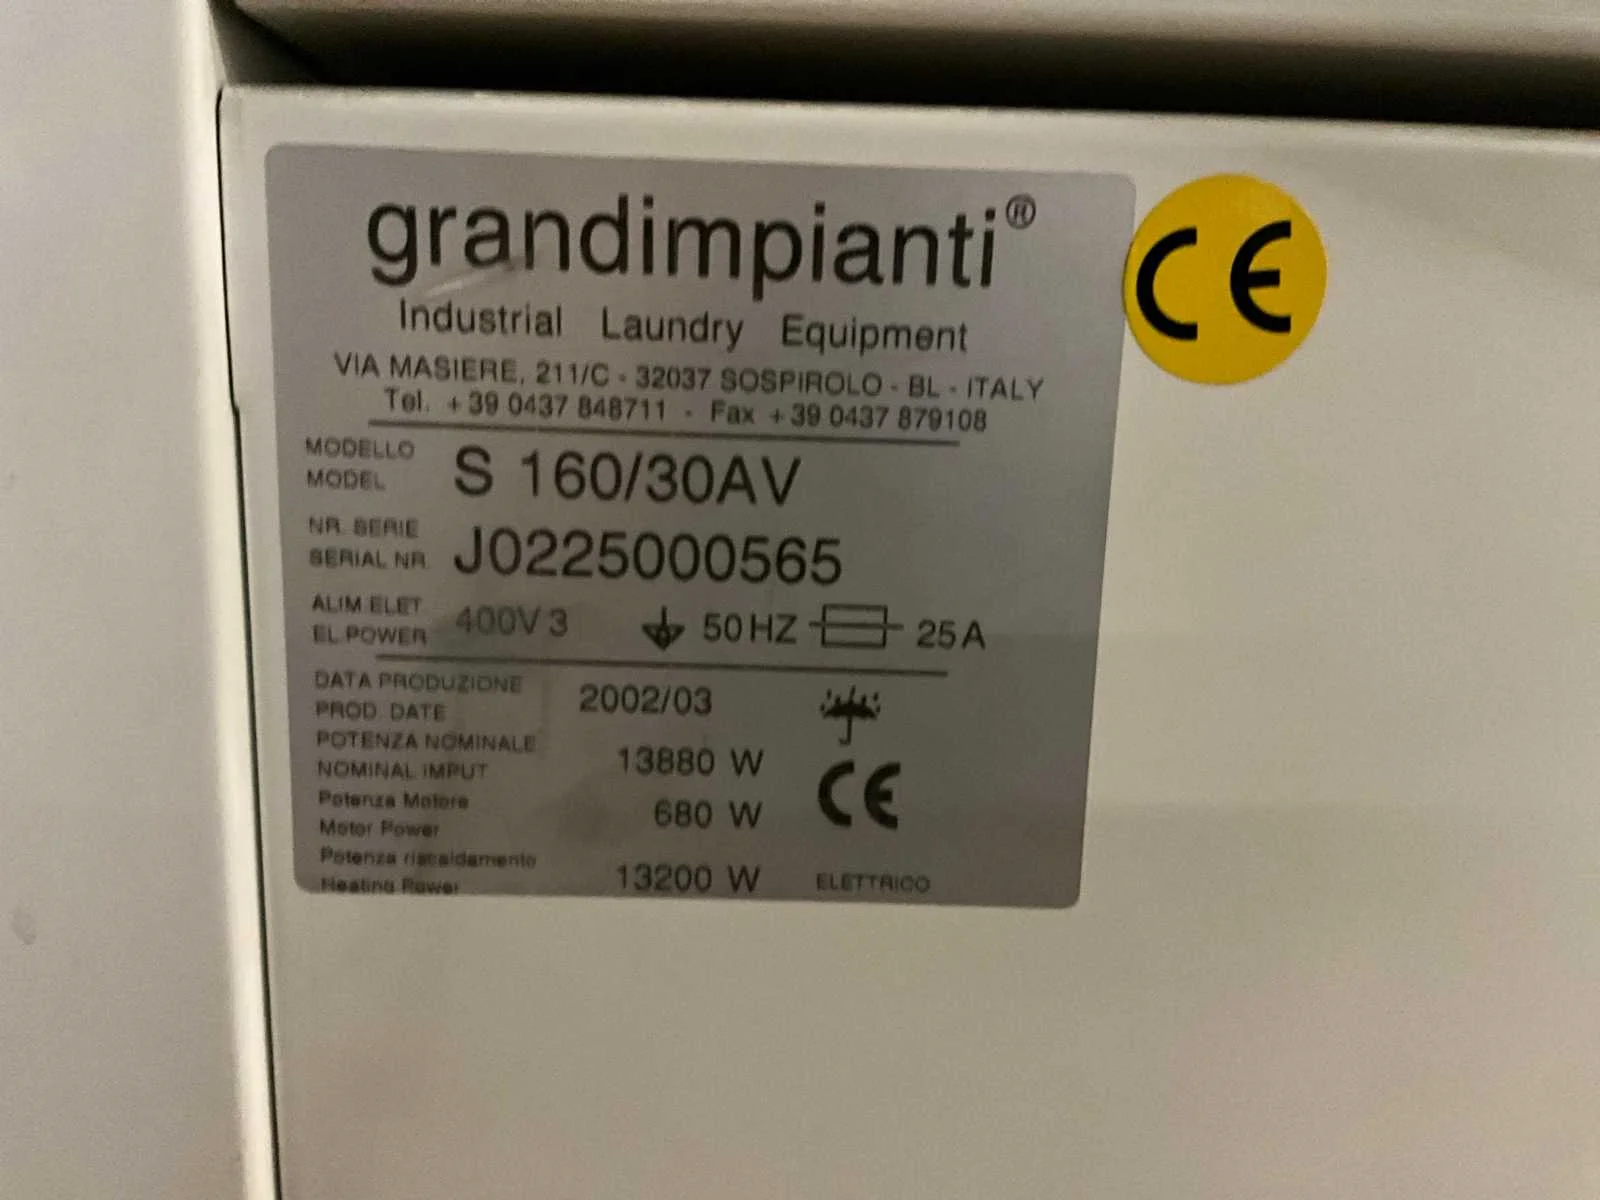 grandimpianti®
Industrial Laundry Equipment
VIA MASIERE, 211/C - 32037 SOSPIROLO - BL - ITALY
Tel. +39 0437 848711 - Fax +39 0437 879108
MODELLO
MODEL
S 160/30AV
NR. SERIE
SERIAL NR.
J0225000565
ALIM.ELET
EL.POWER
400V 3 50HZ 25A
DATA PRODUZIONE
PROD. DATE
2002/03
POTENZA NOMINALE
NOMINAL IMPUT
13880 W
Potenza Motore
Motor Power
680 W
Potenza riscaldamento
Heating Power
13200 W
ELETTRICO
CE
CE